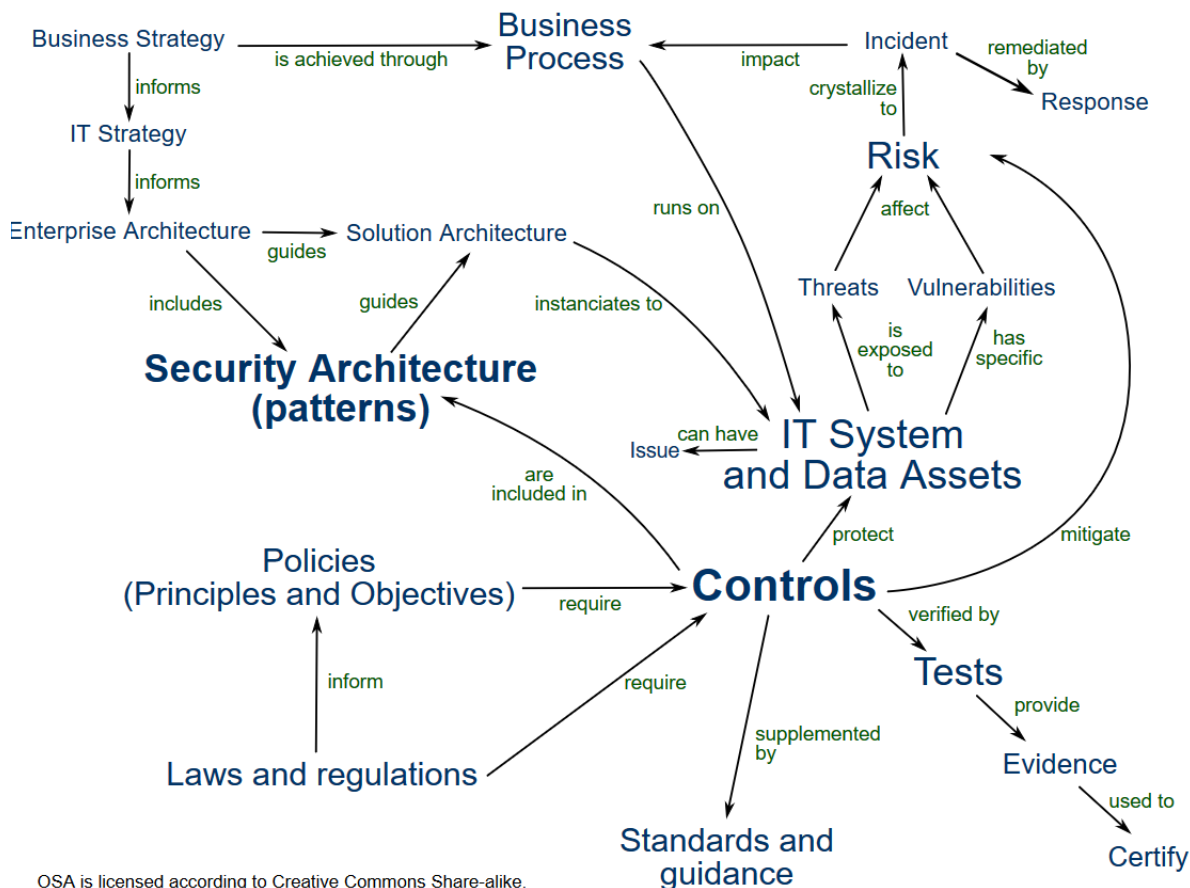 Business Strategy
is achieved through
Business
Process
impact
Incident
remediated
by
Response
informs
crystallize
to
IT Strategy
Risk
informs
runs on
affect
Enterprise Architecture
guides
Solution Architecture
includes
guides
instanciates to
Threats
Vulnerabilities
is
exposed
to
has
specific
Security Architecture
(patterns)
Issue
can have
IT System
and Data Assets
are
included in
protect
mitigate
Policies
(Principles and Objectives)
require
Controls
verified by
Tests
inform
require
provide
supplemented
by
Laws and regulations
Evidence
used to
Standards and
guidance
Certify
OSA is licensed according to Creative Commons Share-alike.